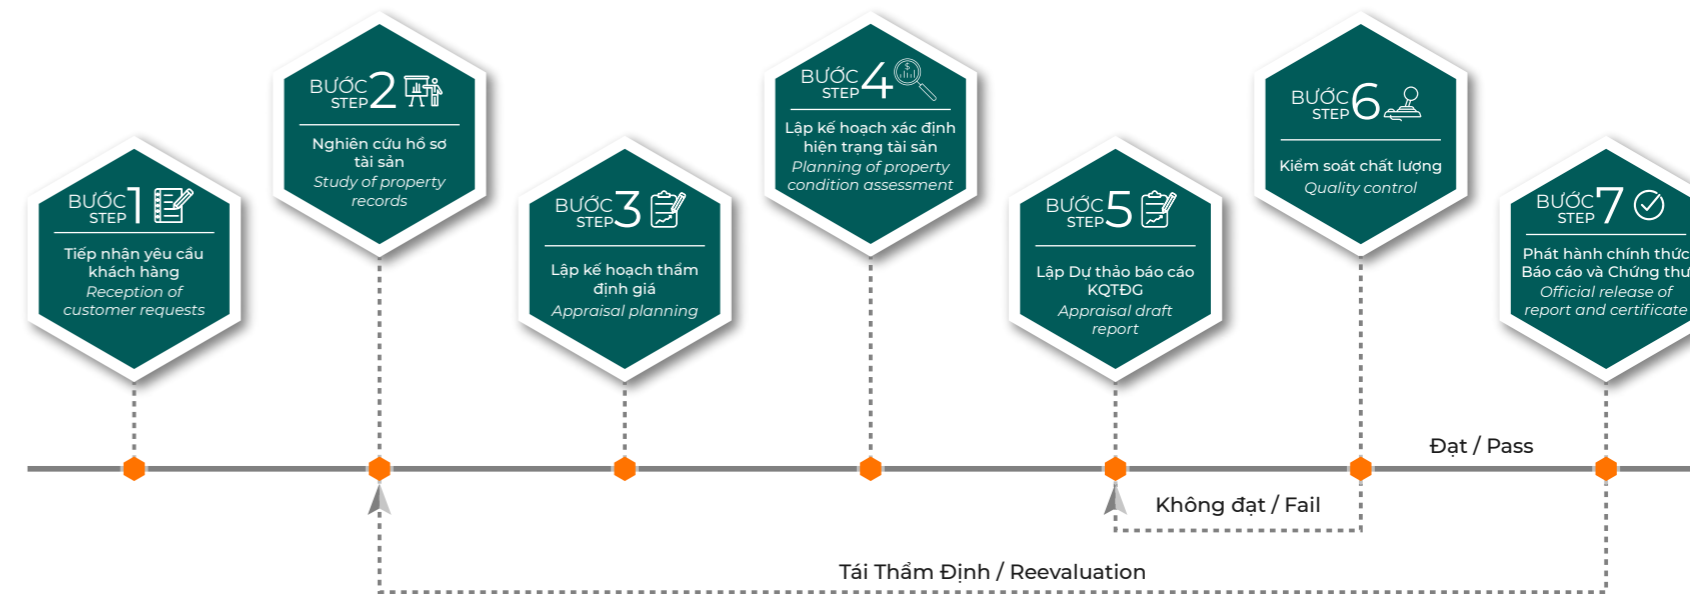 BƯỚC
STEP 1
Tiếp nhận yêu cầu
khách hàng
Reception of
customer requests
BƯỚC
STEP 2
Nghiên cứu hồ sơ
tài sản
Study of property
records
BƯỚC
STEP 3
Lập kế hoạch thẩm
định giá
Appraisal planning
BƯỚC
STEP 4
$
Lập kế hoạch xác định
hiện trạng tài sản
Planning of property
condition assessment
BƯỚC
STEP 5
Lập Dự thảo báo cáo
KQTĐG
Appraisal draft
report
BƯỚC
STEP 6
Kiểm soát chất lượng
Quality control
BƯỚC
STEP 7
Phát hành chính thức
Báo cáo và Chứng thư
Official release of
report and certificate
Đạt / Pass
Không đạt / Fail
Tái Thẩm Định / Reevaluation